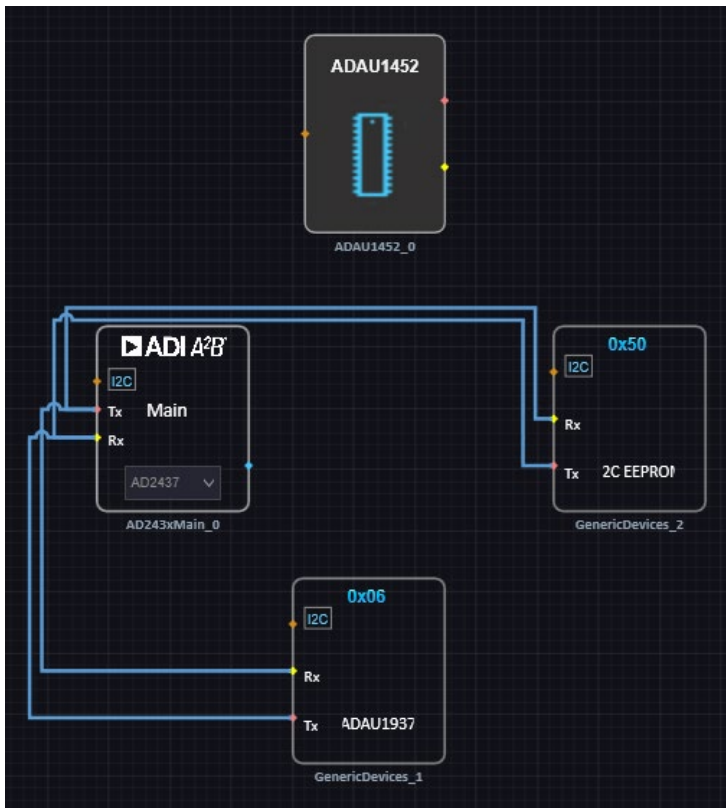 ADAU1452
ADAU1452_0
ADI A²B
I2C
Tx Main
Rx
AD2437
AD243xMain_0
0x50
I2C
Rx
Tx 2C EEPROM
GenericDevices_2
0x06
I2C
Rx
Tx ADAU1937
GenericDevices_1